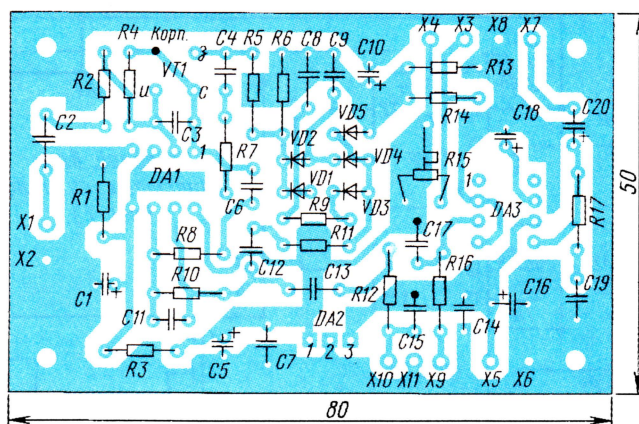 R4 Корп. з C4 R5 R6 C8 C9 C10 X4 X3 X8 X7
R2 VT1 R13
и с R14
C2 C3 VD5 C18 C20
VD2
1 R7 VD4 R15
DA1 VD1 1
R1 C6 VD3 R17
X1 R9 C17 DA3 50
X2 R8 R11
C12 R16
C1 R10 C13 R12 C16 C19
C11 DA2 C15 C14
R3 C5 C7 1 2 3
X10 X11 X9 X5 X6
80